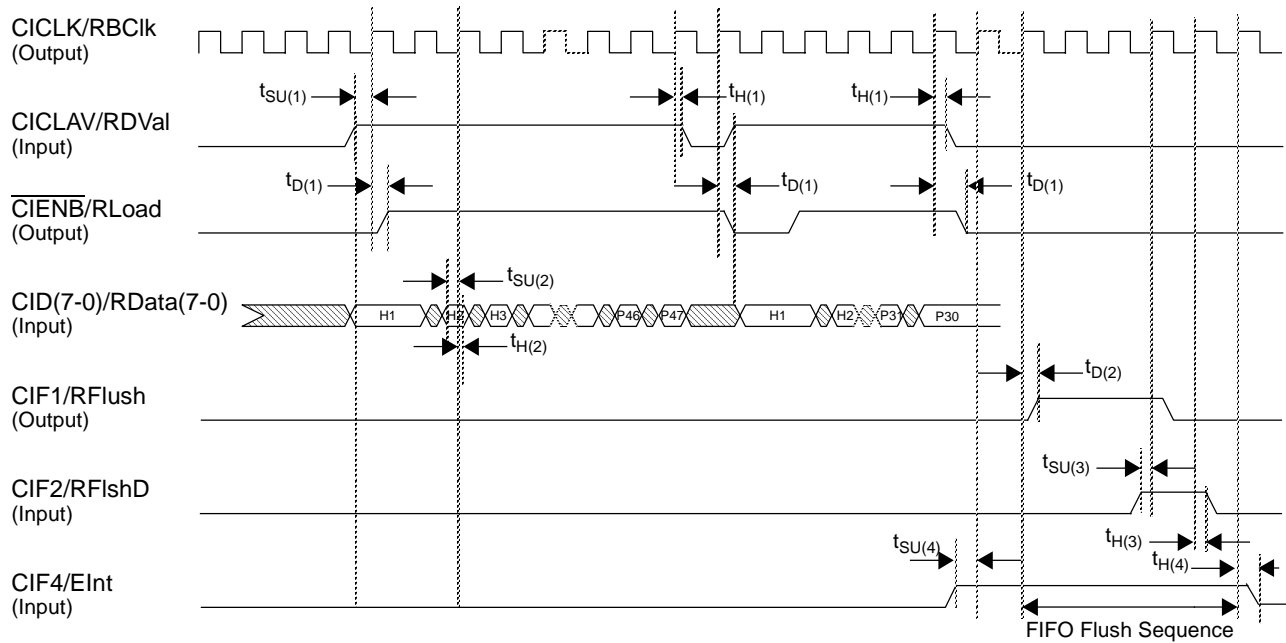 CICLK/RBClk
(Output)
tSU(1)
tH(1)
tH(1)
CICLAV/RDVal
(Input)
tD(1)
tD(1)
tD(1)
CIENB/RLoad
(Output)
tSU(2)
CID(7-0)/RData(7-0)
(Input)
H1 H2 H3 P46 P47 H1 H2 P31 P30
tH(2)
tD(2)
CIF1/RFlush
(Output)
tSU(3)
CIF2/RFlshD
(Input)
tH(3)
tSU(4)
tH(4)
CIF4/EInt
(Input)
FIFO Flush Sequence